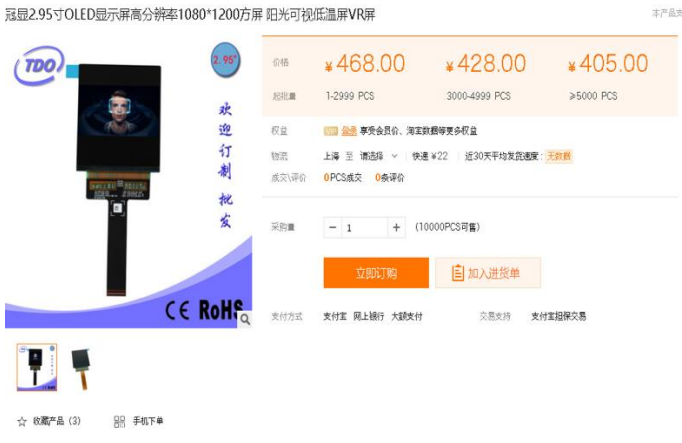 冠显2.95寸OLED显示屏高分辨率1080*1200方屏 阳光可视低温屏VR屏
TDO
2.95"
欢迎订制 批发
CE RoHS
价格 ¥468.00 ¥428.00 ¥405.00
起批量 1-2999 PCS 3000-4999 PCS ≥5000 PCS
权益 VIP 登录 享受会员价、淘宝数据等更多权益
物流 上海 至 请选择 快递 ¥22 近30天平均发货速度: 无数据
成交\评价 0PCS成交 0条评价
采购量 − 1 + (10000PCS可售)
立即订购 加入进货单
支付方式 支付宝 网上银行 大额支付 交易支持 支付宝担保交易
☆ 收藏产品 (3) 手机下单